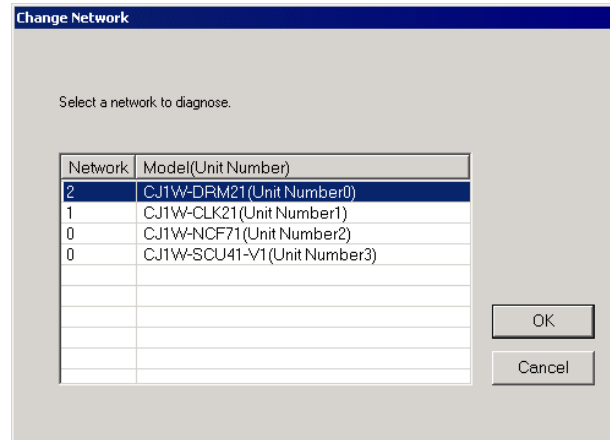 Change Network
Select a network to diagnose.
Network Model(Unit Number)
2 CJ1W-DRM21(Unit Number0)
1 CJ1W-CLK21(Unit Number1)
0 CJ1W-NCF71(Unit Number2)
0 CJ1W-SCU41-V1(Unit Number3)
OK
Cancel